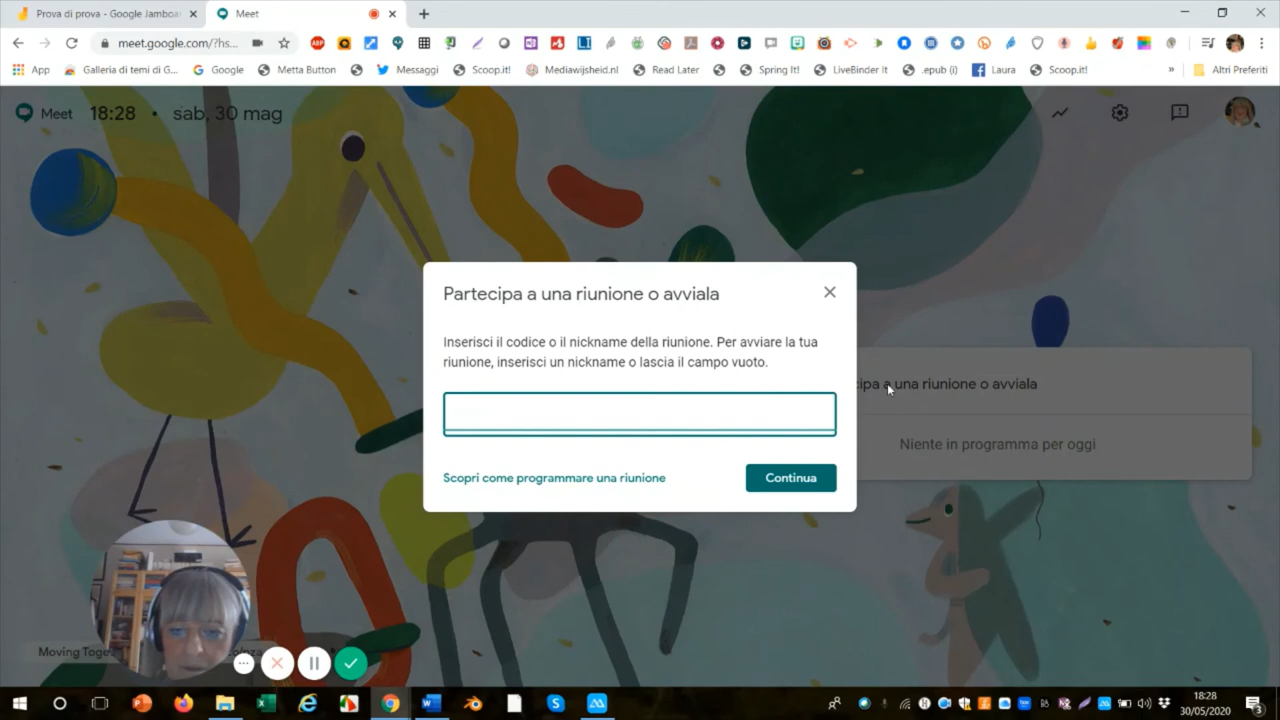 Prova di prova - Google Jamboar
Meet
meet.google.com/?hs...
App
Galleria di temi di G...
Google
Metta Button
Messaggi
Scoop.it!
Mediawijsheid.nl
Read Later
Spring It!
LiveBinder It
.epub (i)
Laura
Scoop.it!
»
Altri Preferiti
Meet 18:28 • sab, 30 mag
Partecipa a una riunione o avviala
Inserisci il codice o il nickname della riunione. Per avviare la tua
riunione, inserisci un nickname o lascia il campo vuoto.
Scopri come programmare una riunione
Continua
cipa a una riunione o avviala
Niente in programma per oggi
Moving Toge
18:28
30/05/2020
3